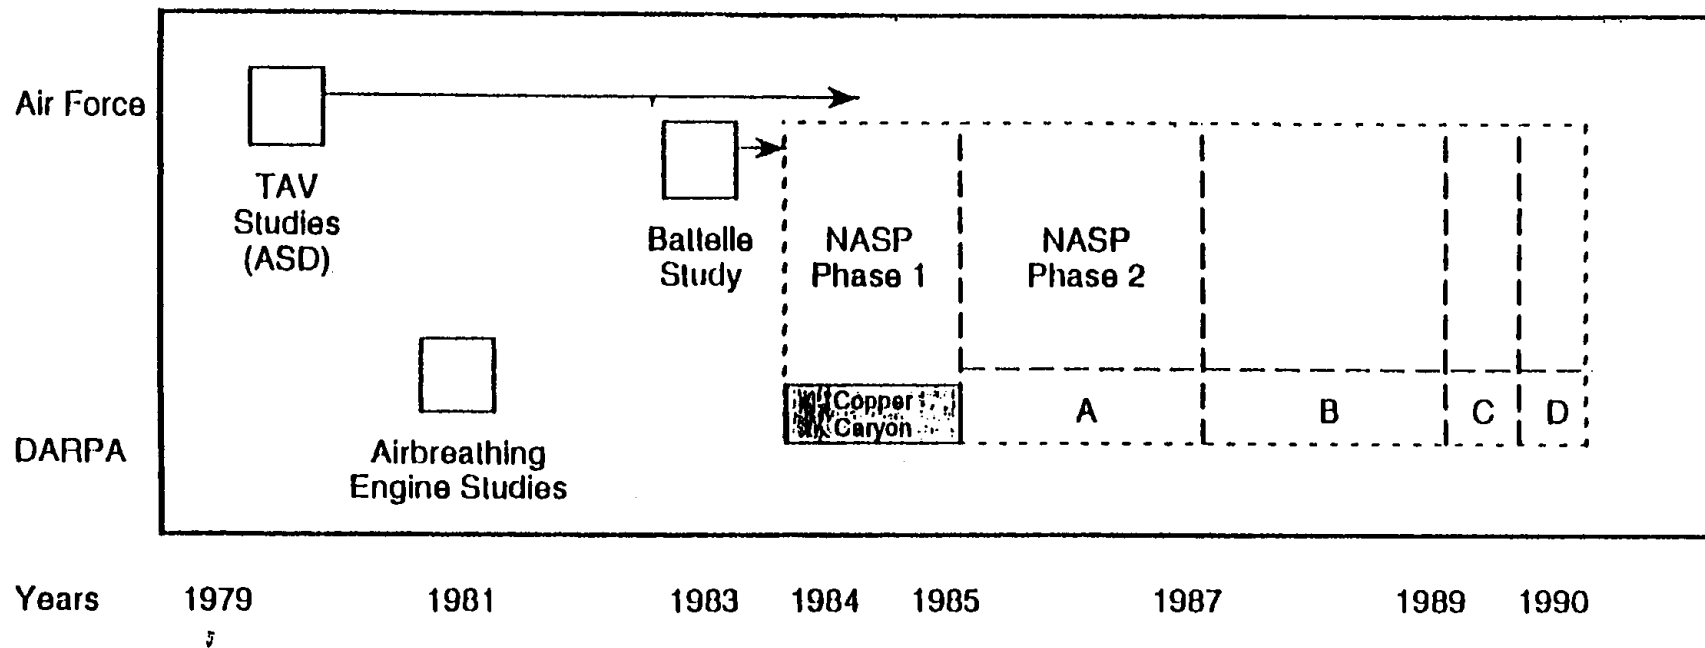 Air Force
TAV
Studies
(ASD)
Battelle
Study
NASP
Phase 1
NASP
Phase 2
Copper
Caryon
A
B
C
D
DARPA
Airbreathing
Engine Studies
Years 1979 1981 1983 1984 1985 1987 1989 1990